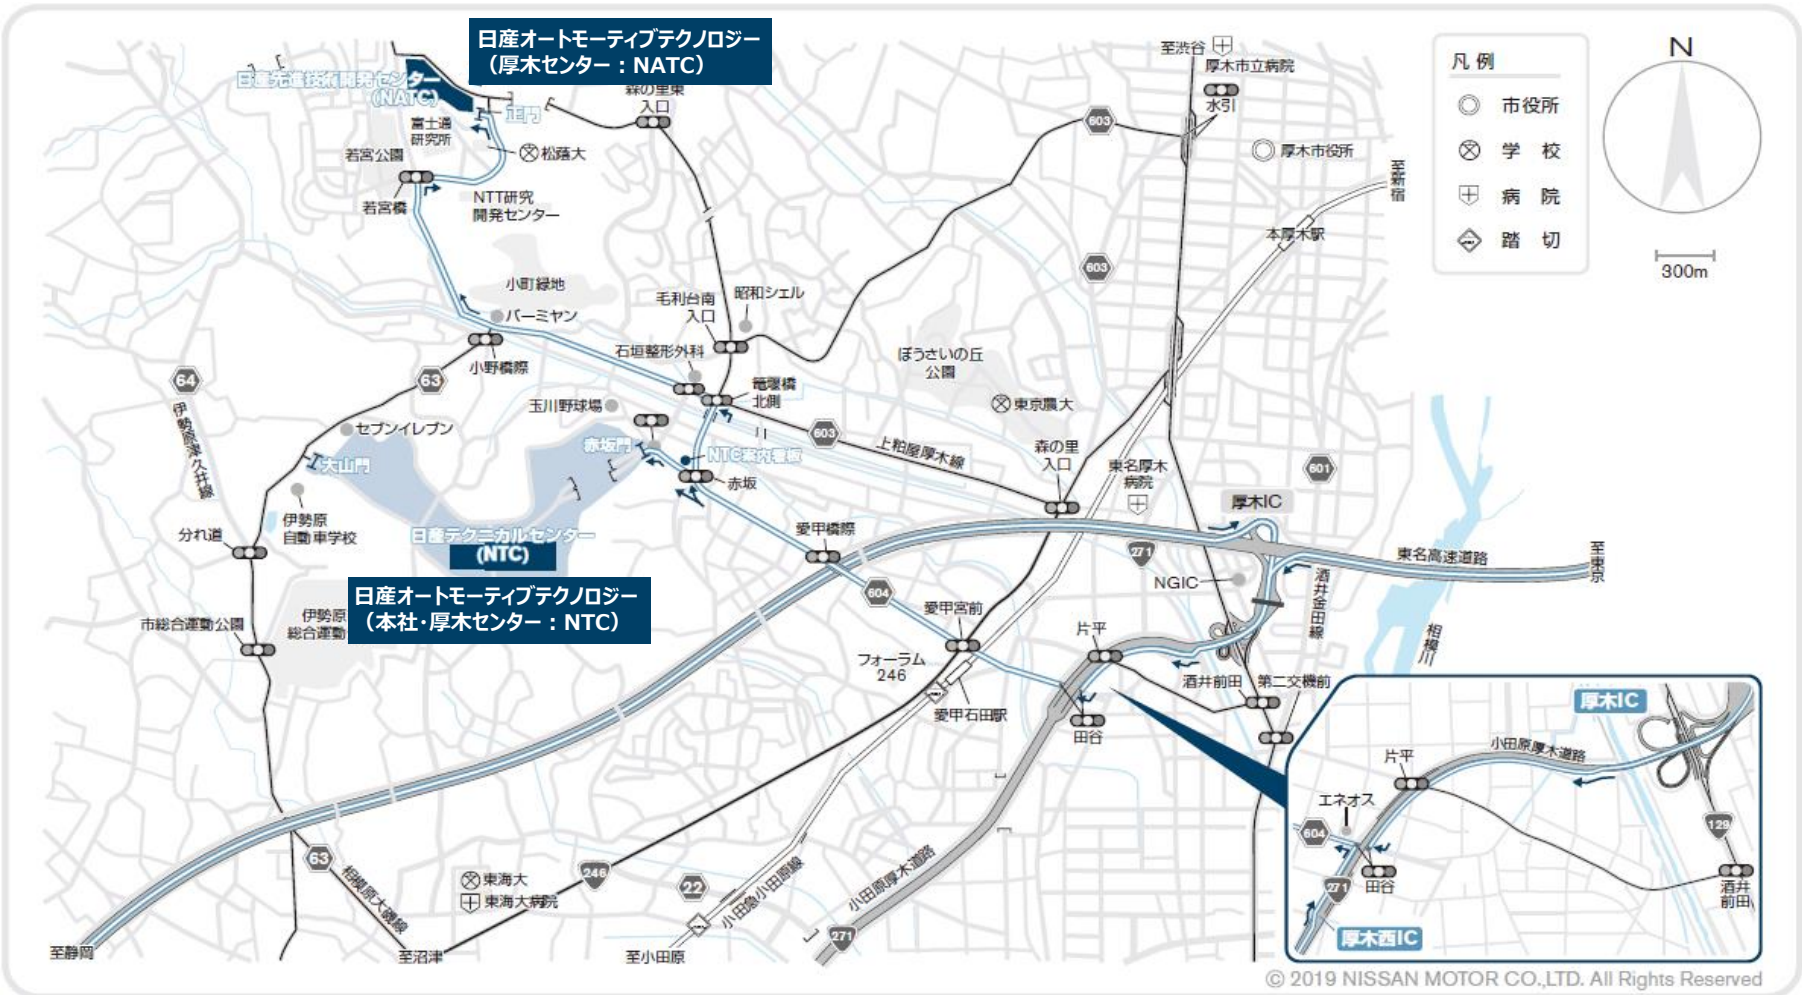 日産オートモーティブテクノロジー
（厚木センター：NATC）
日産先進技術開発センター
(NATC)
正門
富士通
研究所
松蔭大
若宮公園
若宮橋
NTT研究
開発センター
森の里東
入口
至渋谷
厚木市立病院
水引
603
厚木市役所
至新宿
本厚木駅
603
凡 例
市役所
学 校
病 院
踏 切
N
300m
小町緑地
バーミヤン
小野橋際
毛利台南
入口
昭和シェル
石垣整形外科
籠堰橋
北側
ぼうさいの丘
公園
東京農大
64
伊勢原津久井線
63
セブンイレブン
大山門
玉川野球場
赤坂門
NTC案内看板
赤坂
603
上粕屋厚木線
森の里
入口
東名厚木
病院
601
厚木IC
271
NGIC
東名高速道路
至東京
酒井金田線
相模川
伊勢原
自動車学校
分れ道
日産テクニカルセンター
(NTC)
日産オートモーティブテクノロジー
（本社・厚木センター：NTC）
市総合運動公園
伊勢原
総合運動
愛甲橋際
604
愛甲宮前
フォーラム
246
愛甲石田駅
片平
田谷
酒井前田
第二交機前
63
相模原大磯線
東海大
東海大病院
246
22
小田急小田原線
小田原厚木道路
271
至静岡
至沼津
至小田原
厚木IC
小田原厚木道路
片平
エネオス
604
271
田谷
厚木西IC
129
酒井
前田
© 2019 NISSAN MOTOR CO.,LTD. All Rights Reserved